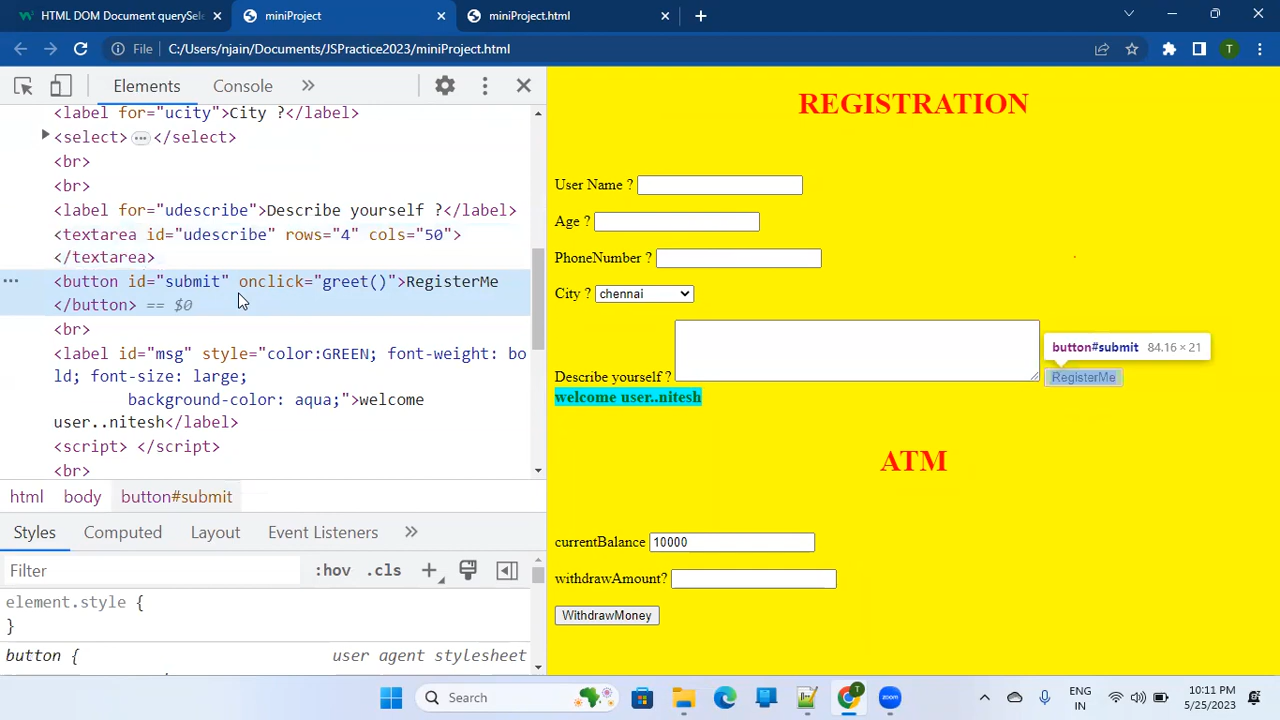 HTML DOM Document querySele
miniProject
miniProject.html
File
C:/Users/njain/Documents/JSPractice2023/miniProject.html
T
Elements
Console
<label for="ucity">City ?</label>
<select> … </select>
<br>
<br>
<label for="udescribe">Describe yourself ?</label>
<textarea id="udescribe" rows="4" cols="50">
</textarea>
<button id="submit" onclick="greet()">RegisterMe
</button> == $0
<br>
<label id="msg" style="color:GREEN; font-weight: bo
ld; font-size: large;
background-color: aqua;">welcome
user..nitesh</label>
<script> </script>
<br>
html body button#submit
Styles Computed Layout Event Listeners
Filter
:hov .cls
element.style {
}
button {
user agent stylesheet
REGISTRATION
User Name ?
Age ?
PhoneNumber ?
City ? chennai
Describe yourself ?
button#submit 84.16 × 21
RegisterMe
welcome user..nitesh
ATM
currentBalance 10000
withdrawAmount?
WithdrawMoney
Search
T
zoom
ENG
IN
10:11 PM
5/25/2023